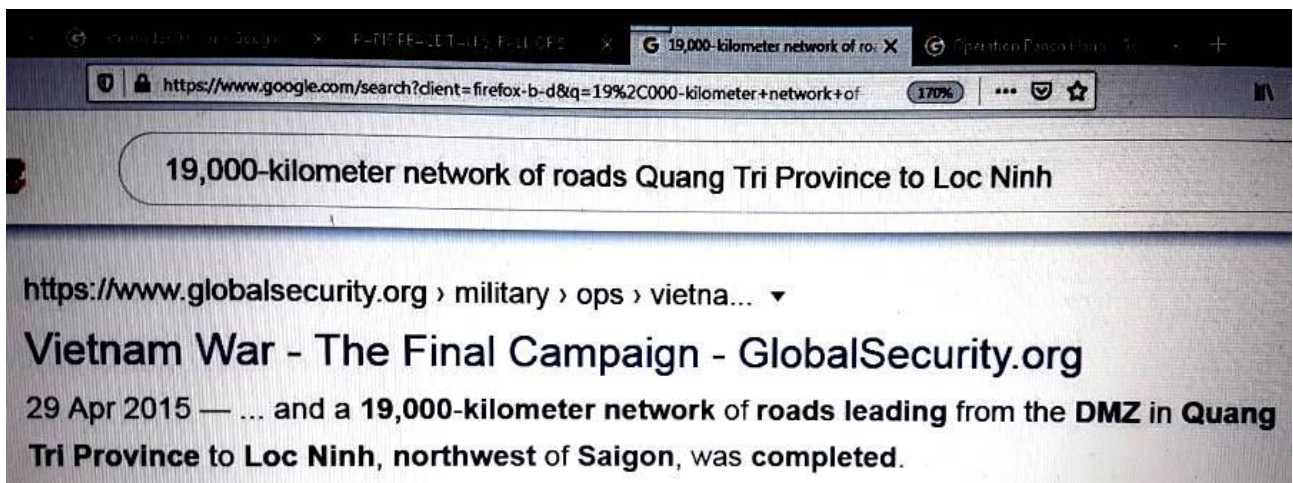 19,000-kilometer network of ro
https://www.google.com/search?client=firefox-b-d&q=19%2C000-kilometer+network+of 170%
19,000-kilometer network of roads Quang Tri Province to Loc Ninh
https://www.globalsecurity.org › military › ops › vietna...
Vietnam War - The Final Campaign - GlobalSecurity.org
29 Apr 2015 — ... and a 19,000-kilometer network of roads leading from the DMZ in Quang
Tri Province to Loc Ninh, northwest of Saigon, was completed.